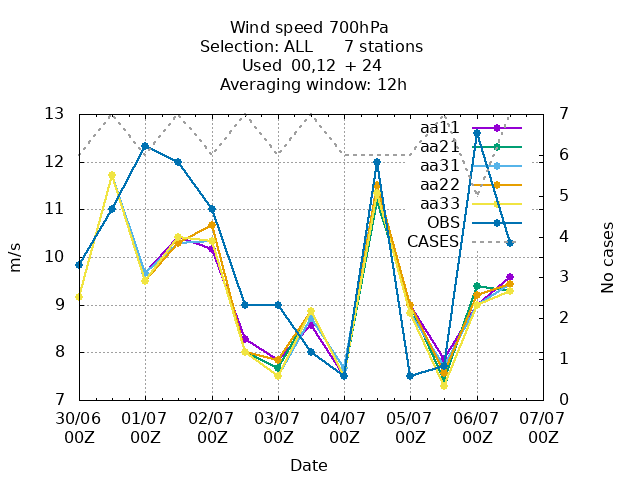 Wind speed 700hPa
Selection: ALL 7 stations
Used 00,12 + 24
Averaging window: 12h
13 7
aa11
aa21
12 6
aa31
aa22
11 5
aa33
OBS
CASES
10 4
m/s No cases
9 3
2
8 1
7 0
30/06 01/07 02/07 03/07 04/07 05/07 06/07 07/07
00Z 00Z 00Z 00Z 00Z 00Z 00Z 00Z
Date